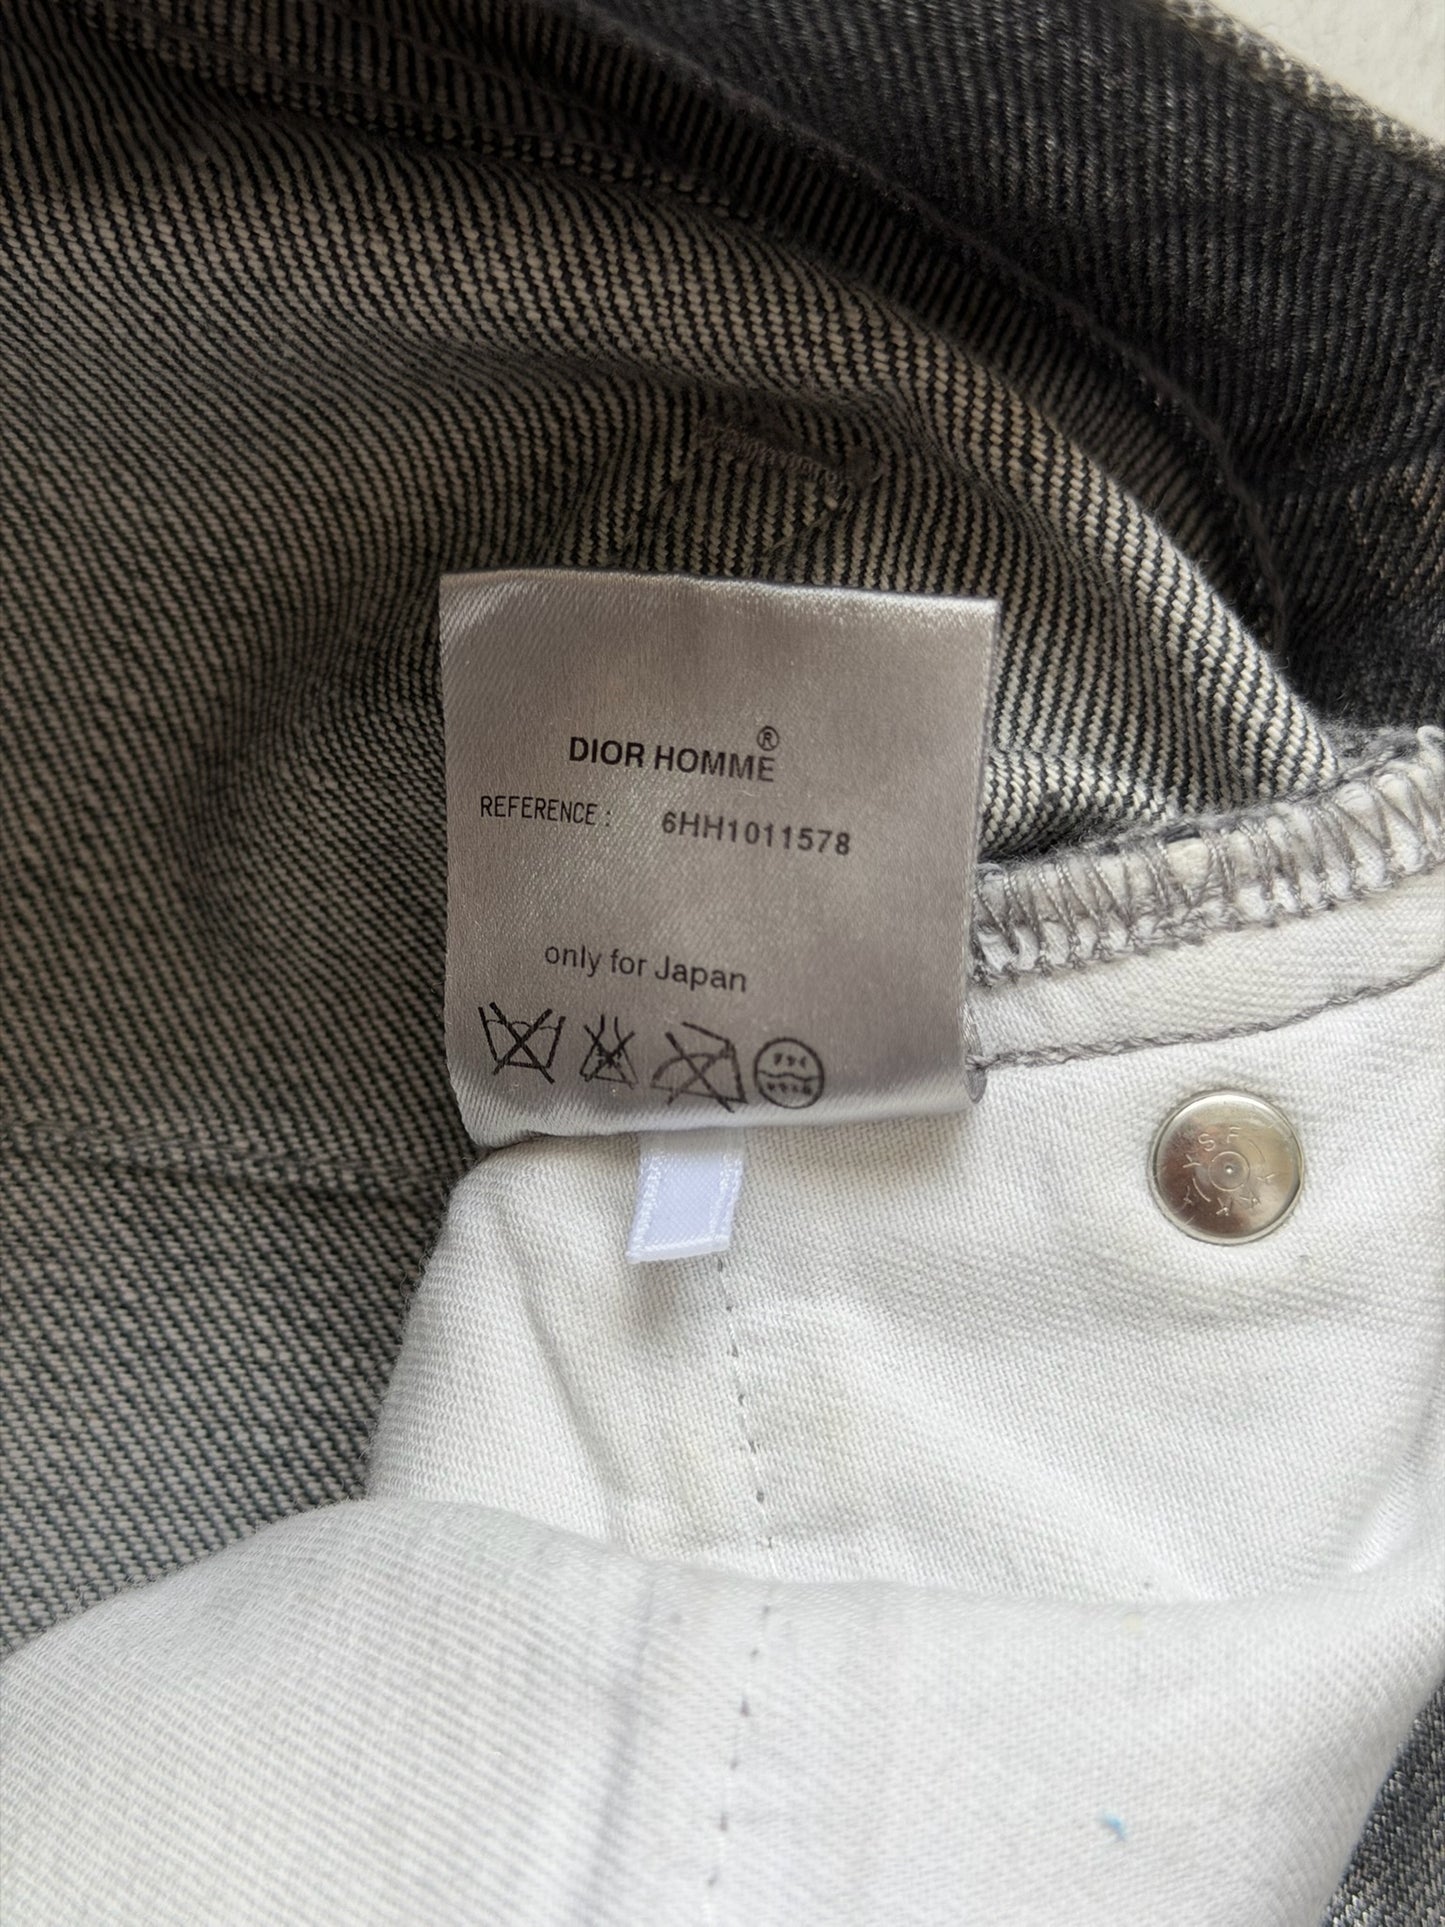 DIOR HOMME®
REFERENCE : 6HH1011578
only for Japan